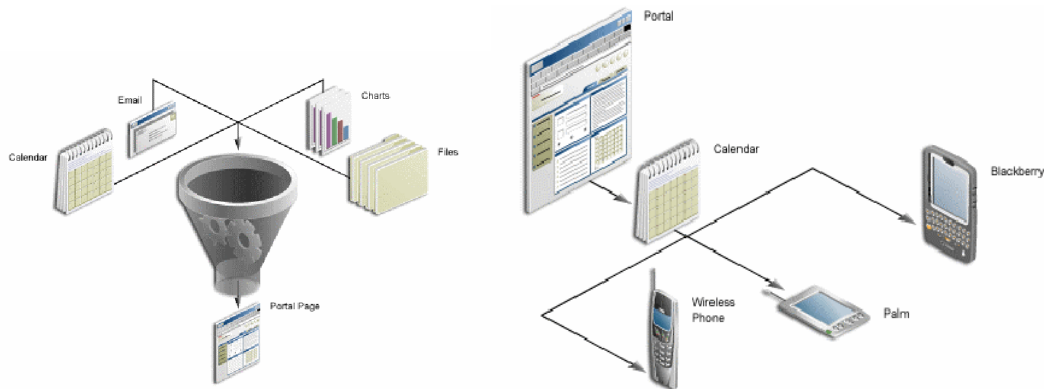 Email
Charts
Calendar
Files
Portal Page
Portal
Calendar
Blackberry
Wireless
Phone
Palm